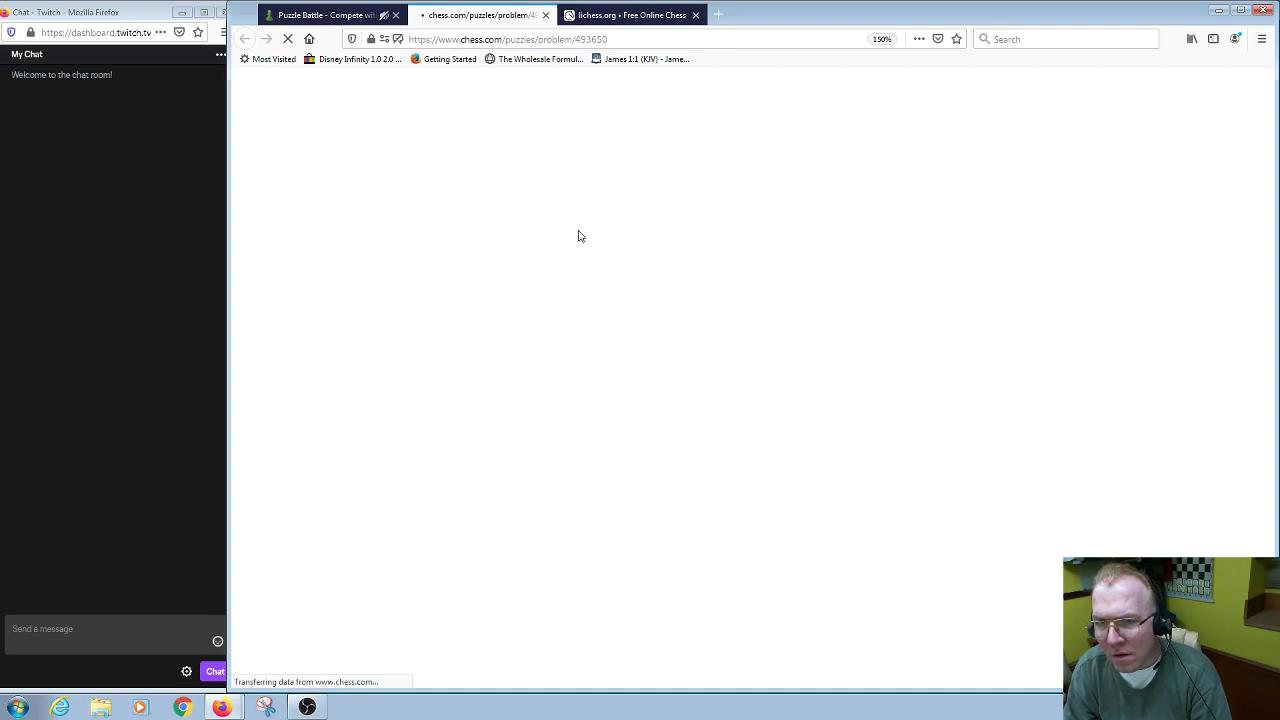 Chat - Twitch - Mozilla Firefox
https://dashboard.twitch.tv
My Chat
Welcome to the chat room!
Send a message
Chat
Puzzle Battle - Compete with
chess.com/puzzles/problem/49
lichess.org • Free Online Chess
https://www.chess.com/puzzles/problem/493650
150%
Search
Most Visited
Disney Infinity 1.0 2.0 ...
Getting Started
The Wholesale Formul...
James 1:1 (KJV) - Jame...
Transferring data from www.chess.com...